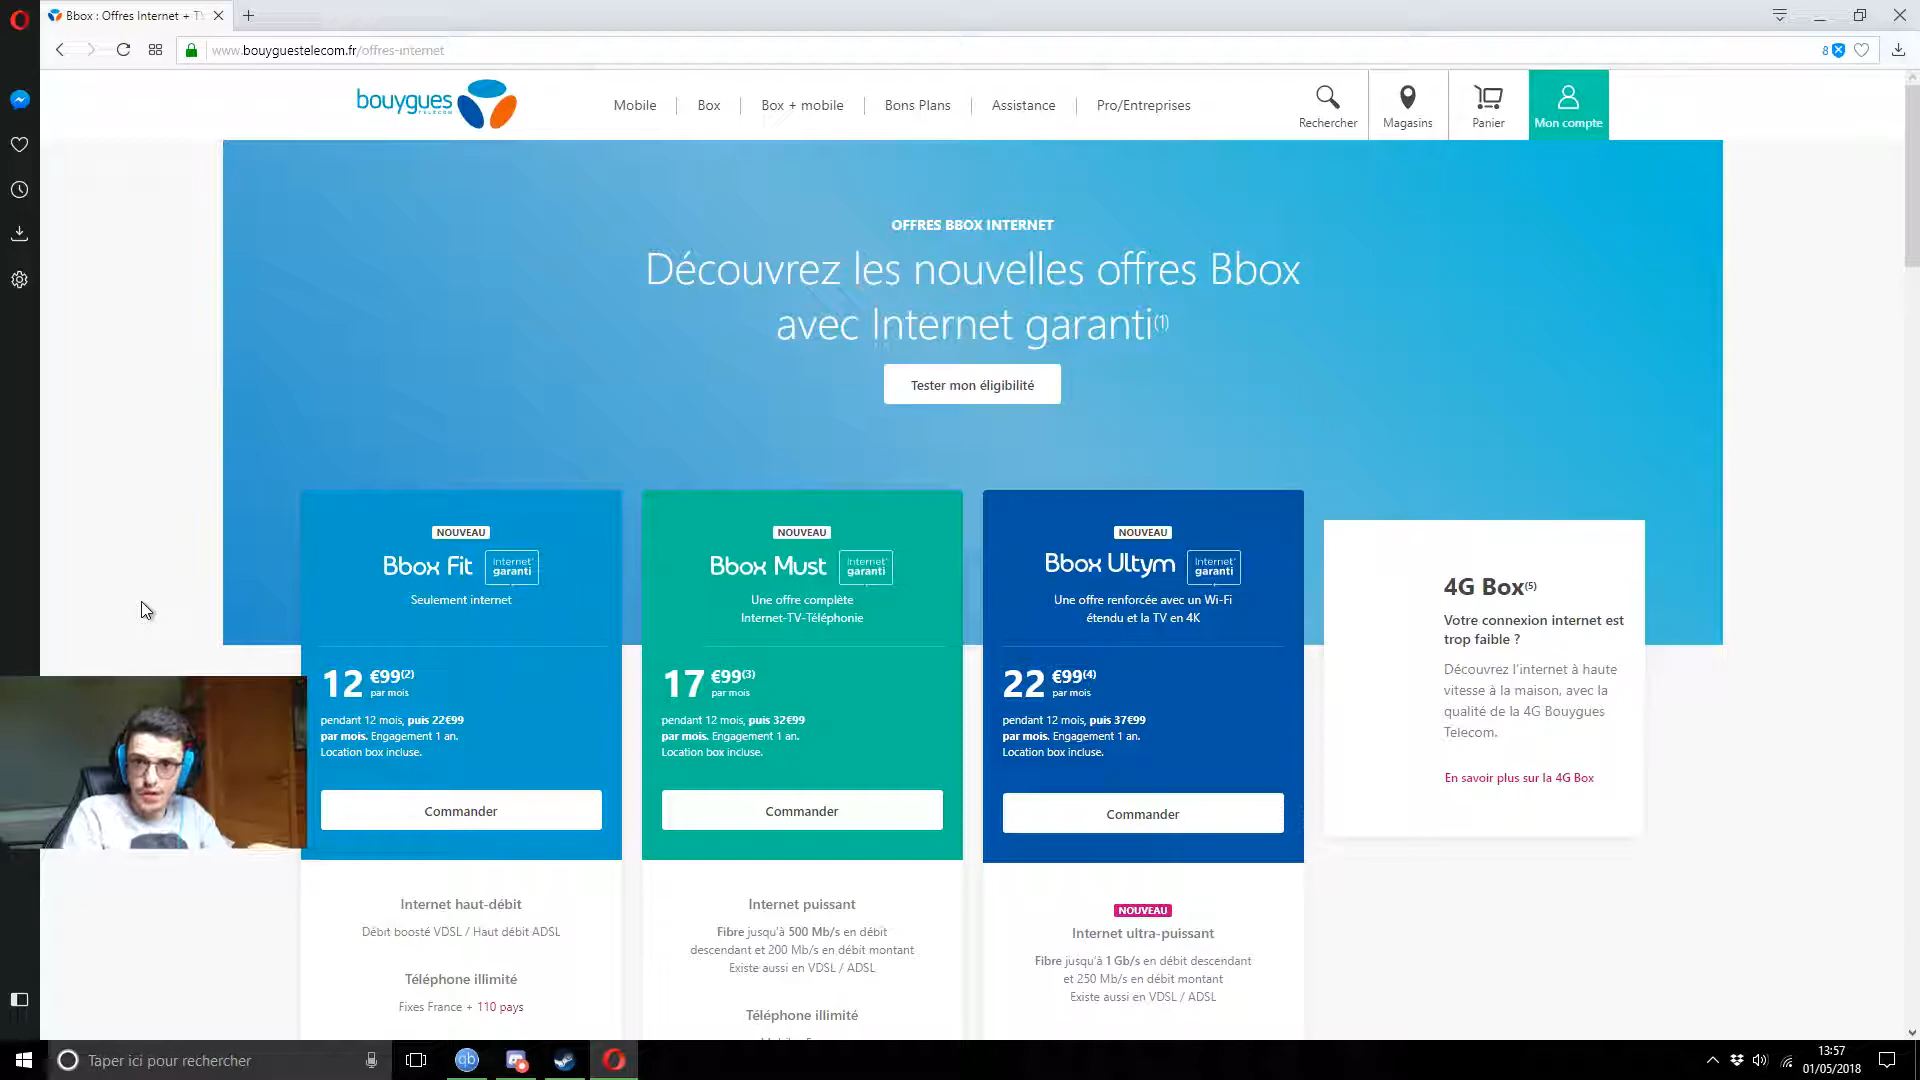 Bbox : Offres Internet + T
www.bouyguestelecom.fr/offres-internet
8
bouygues
TELECOM
Mobile
Box
Box + mobile
Bons Plans
Assistance
Pro/Entreprises
Rechercher
Magasins
Panier
Mon compte
OFFRES BBOX INTERNET
Découvrez les nouvelles offres Bbox
avec Internet garanti(1)
Tester mon éligibilité
NOUVEAU
Bbox Fit
Internet
garanti
Seulement internet
12 €99(2)
par mois
pendant 12 mois, puis 22€99
par mois. Engagement 1 an.
Location box incluse.
Commander
Internet haut-débit
Débit boosté VDSL / Haut débit ADSL
Téléphone illimité
Fixes France + 110 pays
NOUVEAU
Bbox Must
Internet
garanti
Une offre complète
Internet-TV-Téléphonie
17 €99(3)
par mois
pendant 12 mois, puis 32€99
par mois. Engagement 1 an.
Location box incluse.
Commander
Internet puissant
Fibre jusqu'à 500 Mb/s en débit
descendant et 200 Mb/s en débit montant
Existe aussi en VDSL / ADSL
Téléphone illimité
NOUVEAU
Bbox Ultym
Internet
garanti
Une offre renforcée avec un Wi-Fi
étendu et la TV en 4K
22 €99(4)
par mois
pendant 12 mois, puis 37€99
par mois. Engagement 1 an.
Location box incluse.
Commander
NOUVEAU
Internet ultra-puissant
Fibre jusqu'à 1 Gb/s en débit descendant
et 250 Mb/s en débit montant
Existe aussi en VDSL / ADSL
4G Box(5)
Votre connexion internet est
trop faible ?
Découvrez l'internet à haute
vitesse à la maison, avec la
qualité de la 4G Bouygues
Telecom.
En savoir plus sur la 4G Box
Taper ici pour rechercher
qb
13:57
01/05/2018